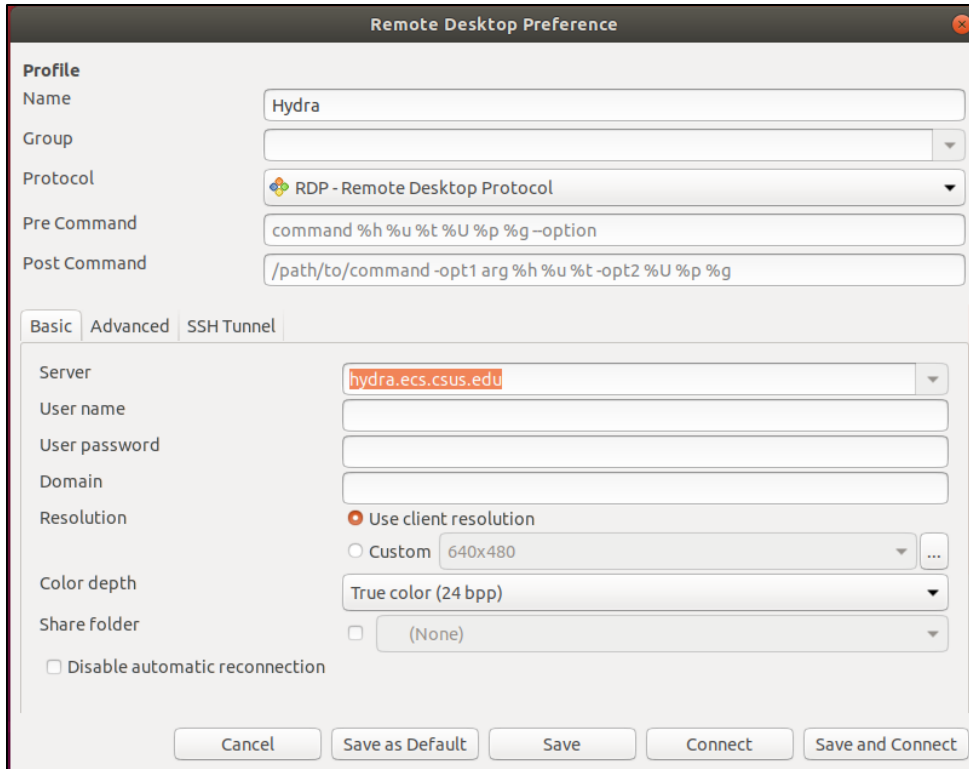 Remote Desktop Preference
Profile
Name Hydra
Group
Protocol RDP - Remote Desktop Protocol
Pre Command command %h %u %t %U %p %g --option
Post Command /path/to/command -opt1 arg %h %u %t -opt2 %U %p %g
Basic Advanced SSH Tunnel
Server hydra.ecs.csus.edu
User name
User password
Domain
Resolution Use client resolution
Custom 640x480 ...
Color depth True color (24 bpp)
Share folder (None)
Disable automatic reconnection
Cancel Save as Default Save Connect Save and Connect